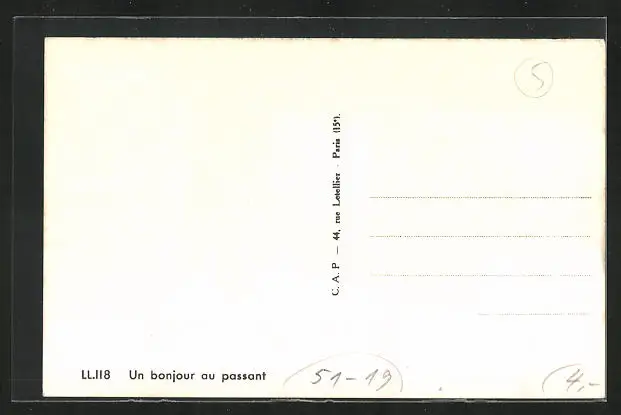 5
C. A. P — 44, rue Letellier - Paris (15e).
LL.118 Un bonjour au passant
51-19
4,-